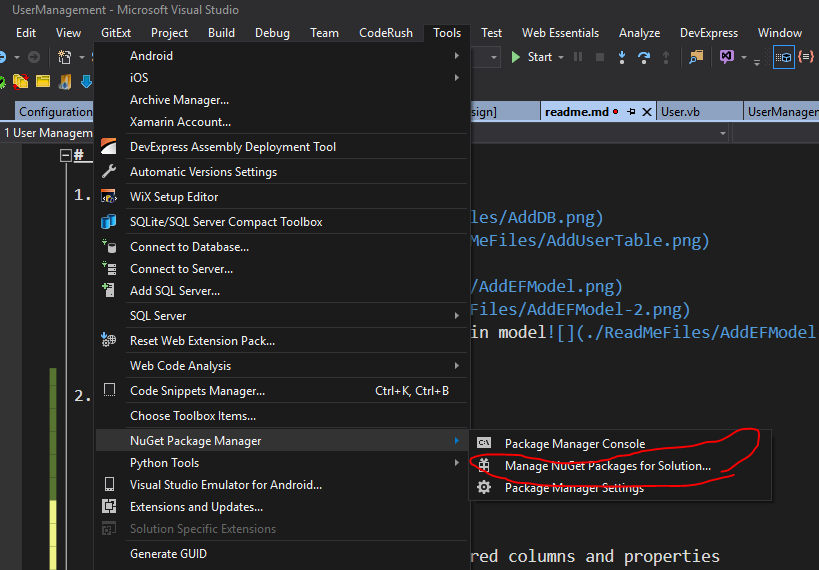 UserManagement - Microsoft Visual Studio
Edit View GitExt Project Build Debug Team CodeRush Tools Test Web Essentials Analyze DevExpress Window
Start
Configuration
sign] readme.md User.vb UserManager
1 User Managem
Android
iOS
Archive Manager...
Xamarin Account...
DevExpress Assembly Deployment Tool
Automatic Versions Settings
WiX Setup Editor
SQLite/SQL Server Compact Toolbox
Connect to Database...
Connect to Server...
Add SQL Server...
SQL Server
Reset Web Extension Pack...
Web Code Analysis
Code Snippets Manager... Ctrl+K, Ctrl+B
Choose Toolbox Items...
NuGet Package Manager
Python Tools
Visual Studio Emulator for Android...
Extensions and Updates...
Solution Specific Extensions
Generate GUID
C:\ Package Manager Console
Manage NuGet Packages for Solution...
Package Manager Settings
#
1.
les/AddDB.png)
MeFiles/AddUserTable.png)
/AddEFModel.png)
Files/AddEFModel-2.png)
in model![](./ReadMeFiles/AddEFModel
2.
red columns and properties